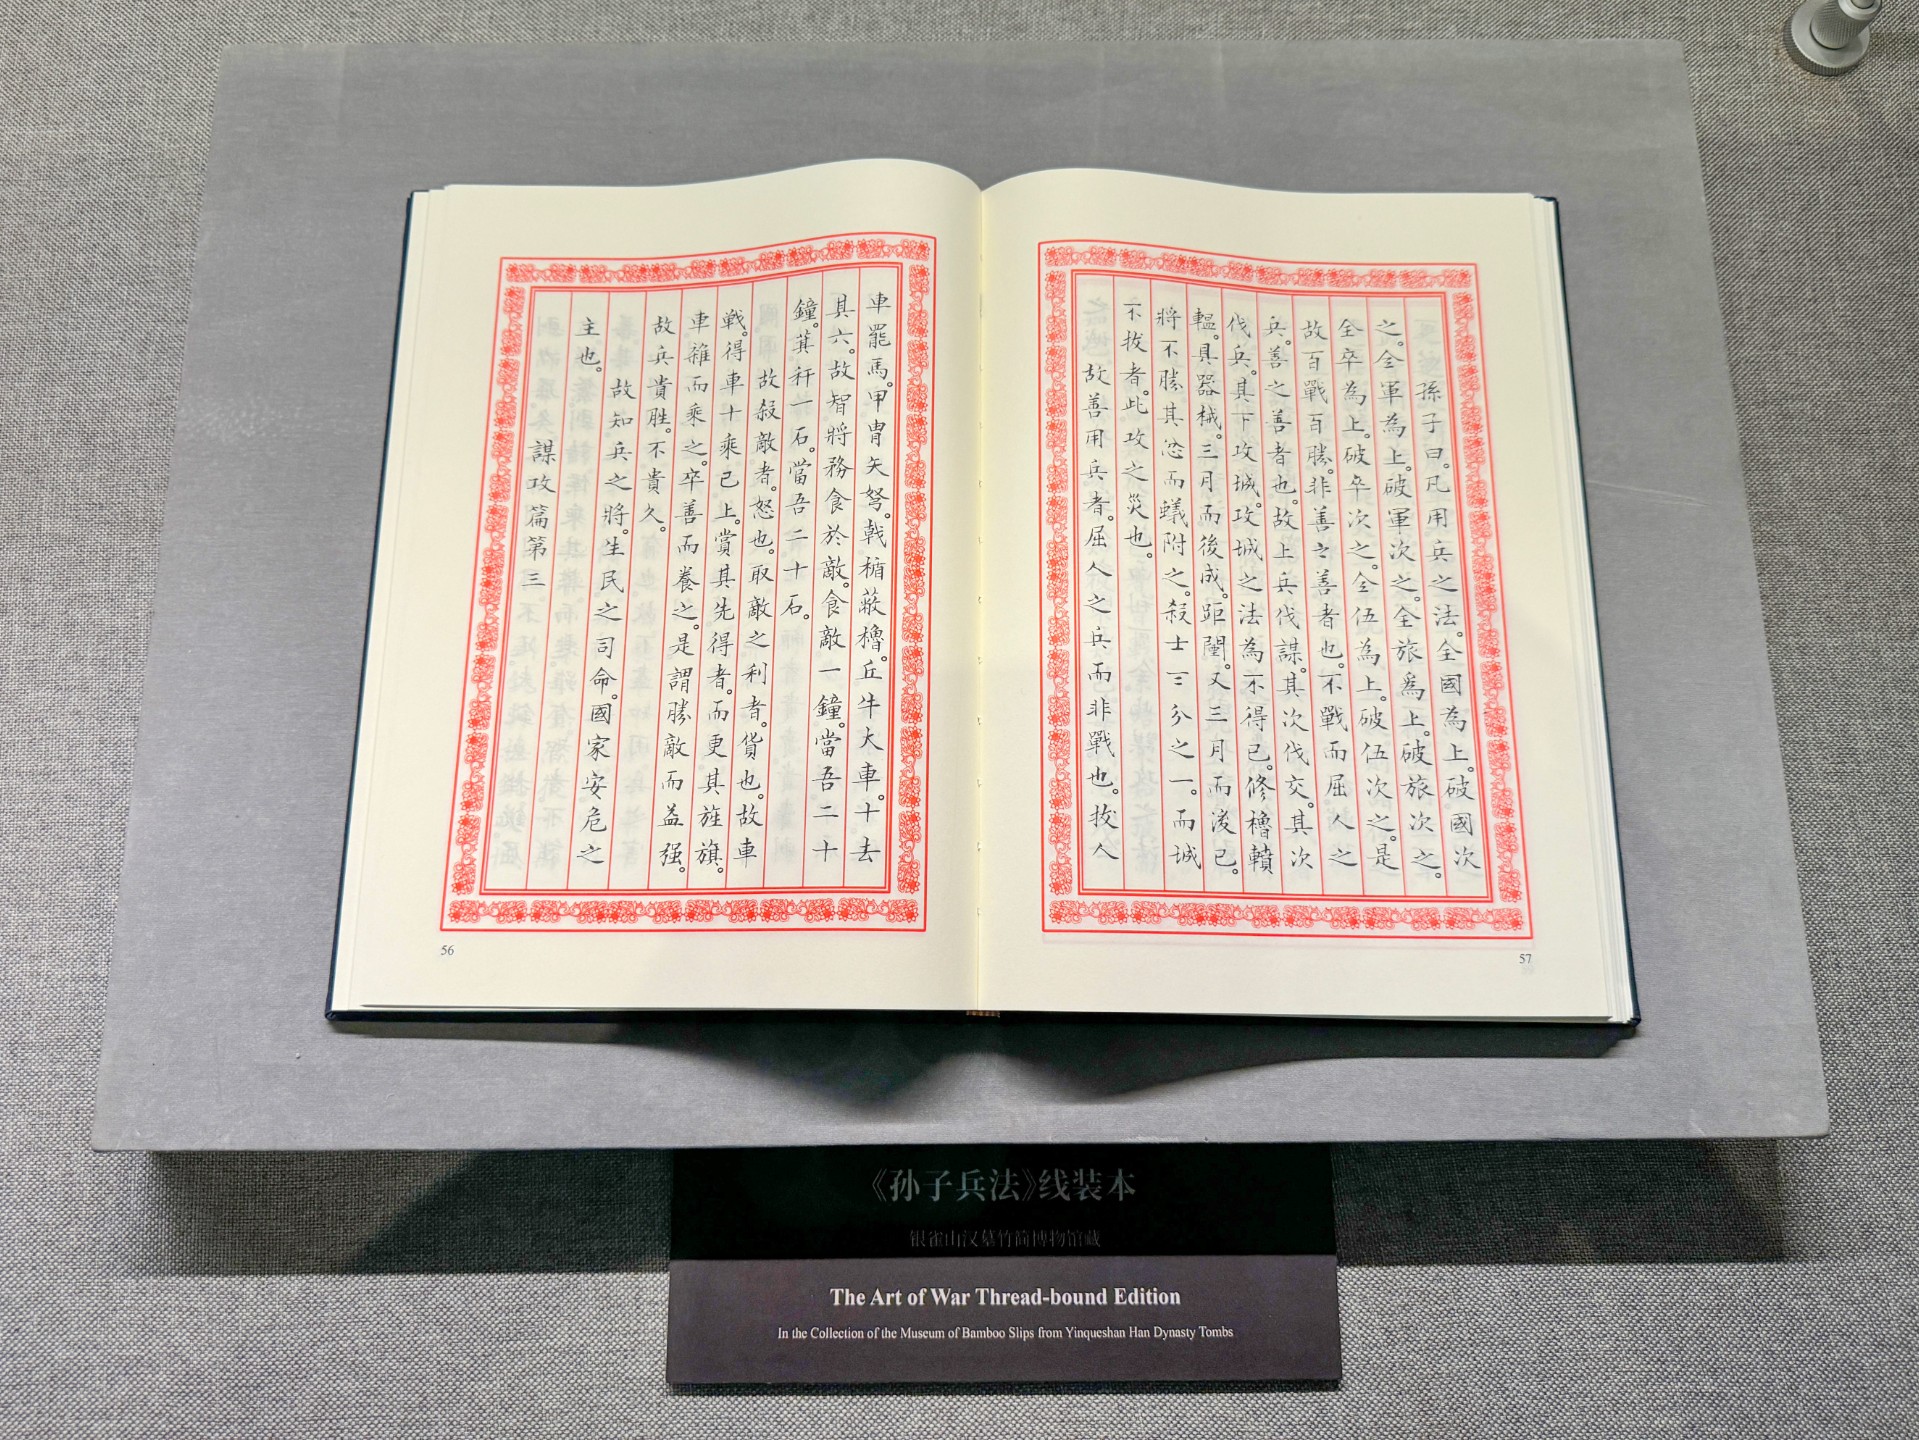 車罷馬。甲冑矢弩。戟楯蔽櫓。丘牛大車。十去
其六。故智將務食於敵。食敵一鐘。當吾二十
鐘。萁秆一石。當吾二十石。
故殺敵者。怒也。取敵之利者。貨也。故車
戦。得車十乘已上。賞其先得者。而更其旌旗。
車雜而乘之。卒善而養之。是謂勝敵而益强。
故兵貴胜。不貴久。
故知兵之將。生民之司命。國家安危之
主也。
謀攻篇第三
56
孫子曰。凡用兵之法。全國為上。破國次
之。全軍為上。破軍次之。全旅為上。破旅次之。
全卒為上。破卒次之。全伍為上。破伍次之。是
故百戰百勝。非善之善者也。不戰而屈人之
兵。善之善者也。故上兵伐謀。其次伐交。其次
伐兵。其下攻城。攻城之法為不得已。修櫓轒
轀。具器械。三月而後成。距闉。又三月而後已。
將不勝其忿而蟻附之。殺士三分之一。而城
不拔者。此攻之災也。
故善用兵者。屈人之兵而非戰也。拔人
57
《孙子兵法》线装本
银雀山汉墓竹简博物馆藏
The Art of War Thread-bound Edition
In the Collection of the Museum of Bamboo Slips from Yinqueshan Han Dynasty Tombs